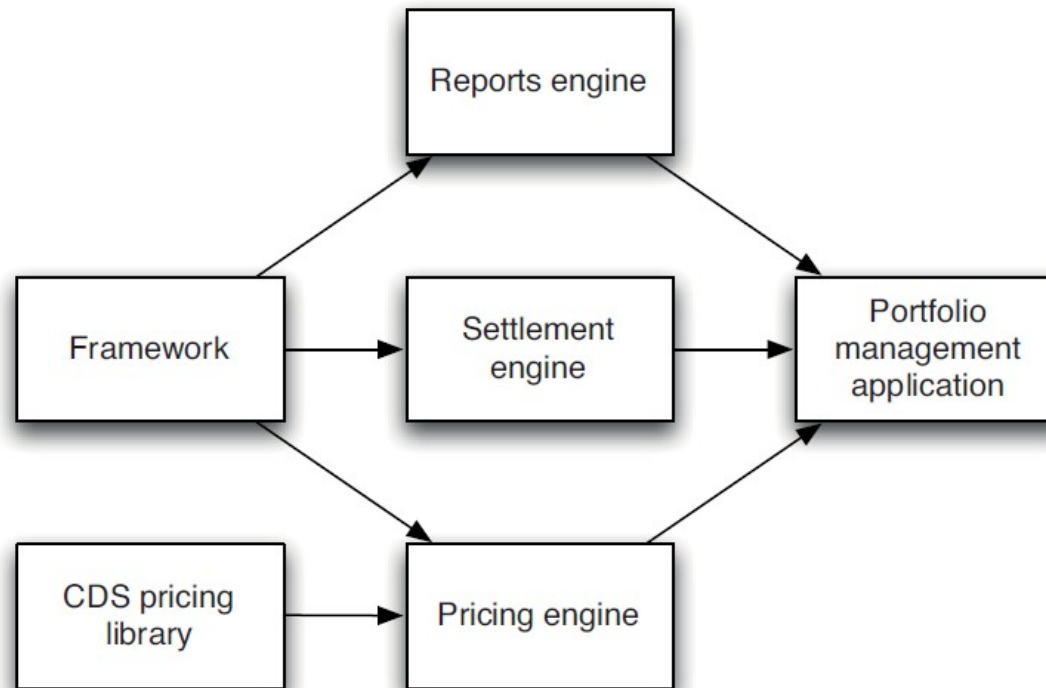 Reports engine
Framework
Settlement
engine
Portfolio
management
application
CDS pricing
library
Pricing engine